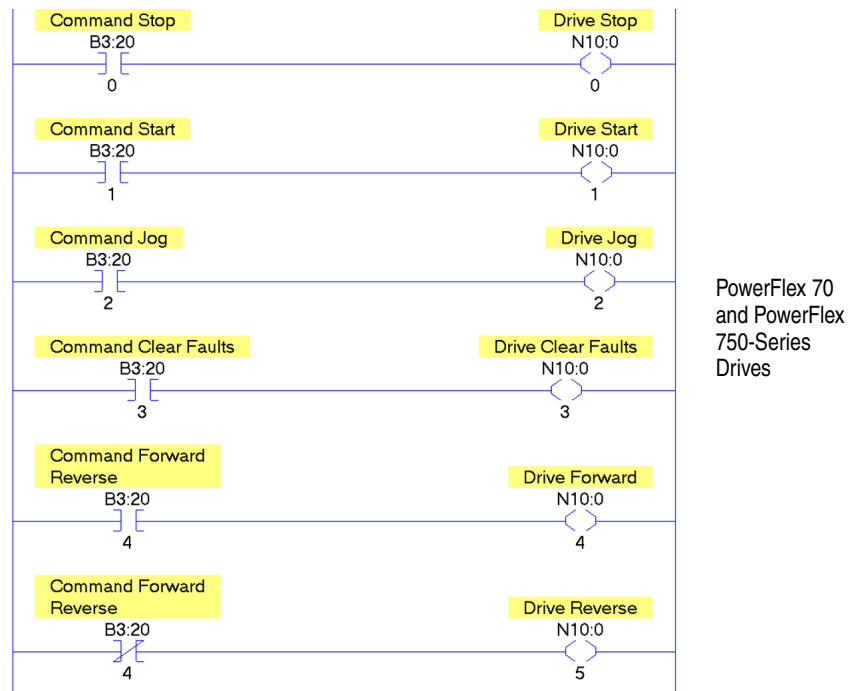 Command Stop
Drive Stop
B3:20
N10:0
0
0
Command Start
Drive Start
B3:20
N10:0
1
1
Command Jog
Drive Jog
B3:20
N10:0
2
2
Command Clear Faults
Drive Clear Faults
B3:20
N10:0
3
3
Command Forward
Reverse
Drive Forward
B3:20
N10:0
4
4
Command Forward
Reverse
Drive Reverse
B3:20
N10:0
4
5
PowerFlex 70
and PowerFlex
750-Series
Drives